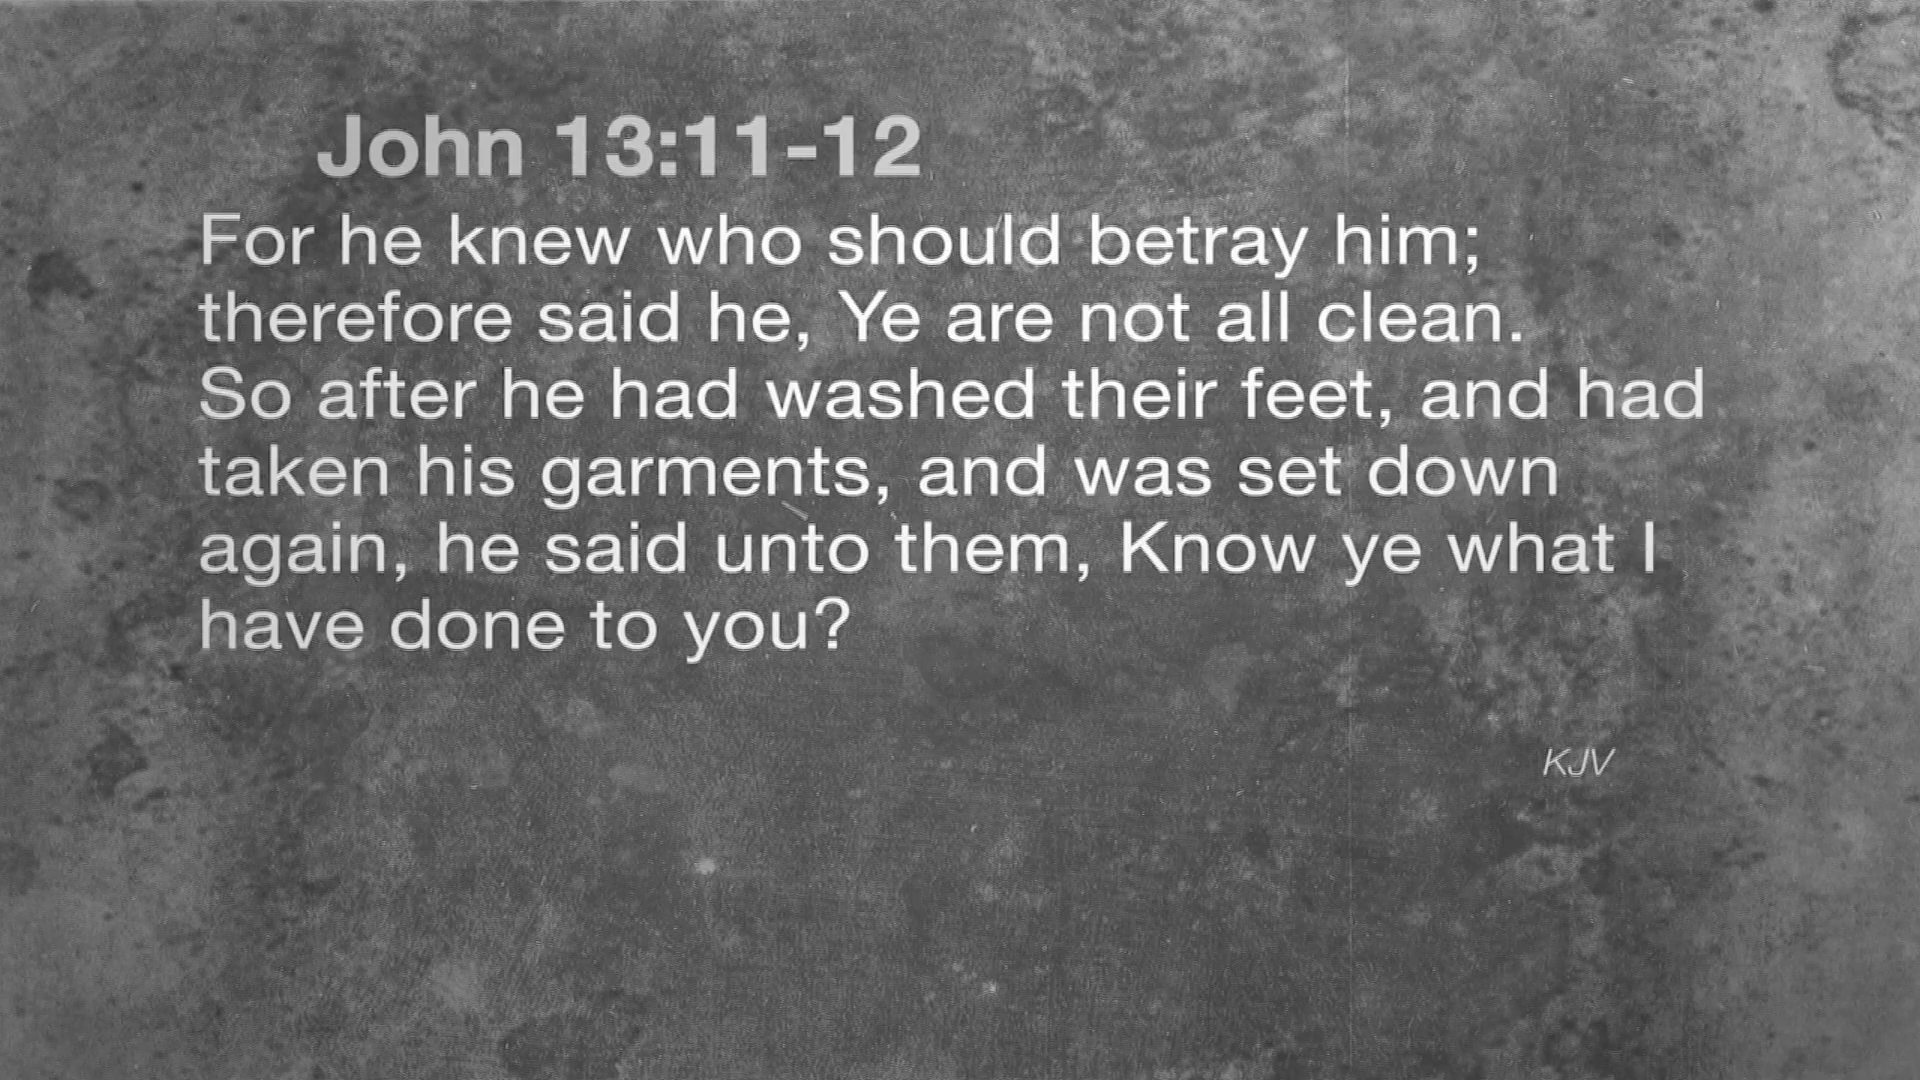 John 13:11-12
For he knew who should betray him;
therefore said he, Ye are not all clean.
So after he had washed their feet, and had
taken his garments, and was set down
again, he said unto them, Know ye what I
have done to you?
KJV